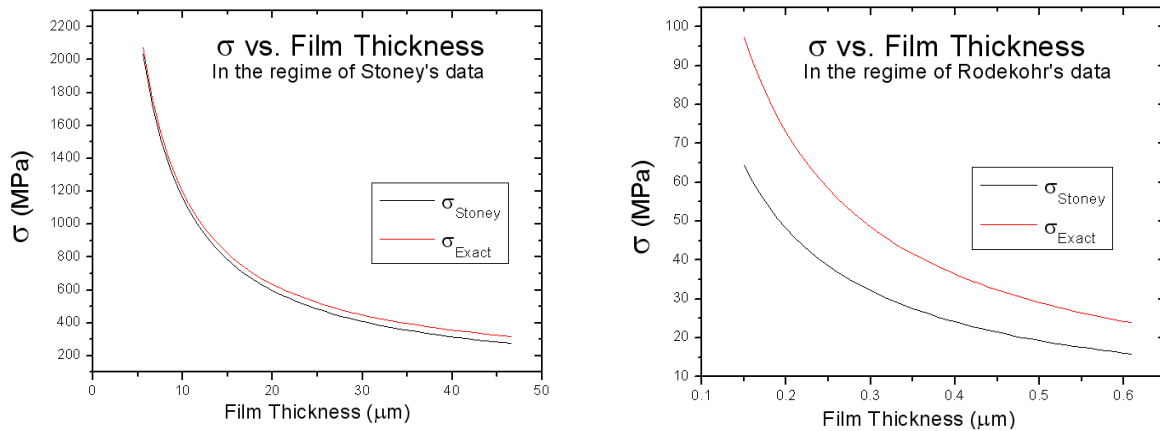 σ vs. Film Thickness
In the regime of Stoney's data
σ (MPa)
2200
2000
1800
1600
1400
1200
1000
800
600
400
200
σStoney
σExact
0
10
20
30
40
50
Film Thickness (μm)
σ vs. Film Thickness
In the regime of Rodekohr's data
σ (MPa)
100
90
80
70
60
50
40
30
20
10
σStoney
σExact
0.1
0.2
0.3
0.4
0.5
0.6
Film Thickness (μm)